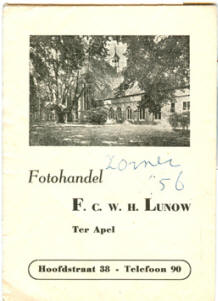 Zomer
Fotohandel
'56
F. C. W. H. LUNOW
Ter Apel
Hoofdstraat 38 - Telefoon 90